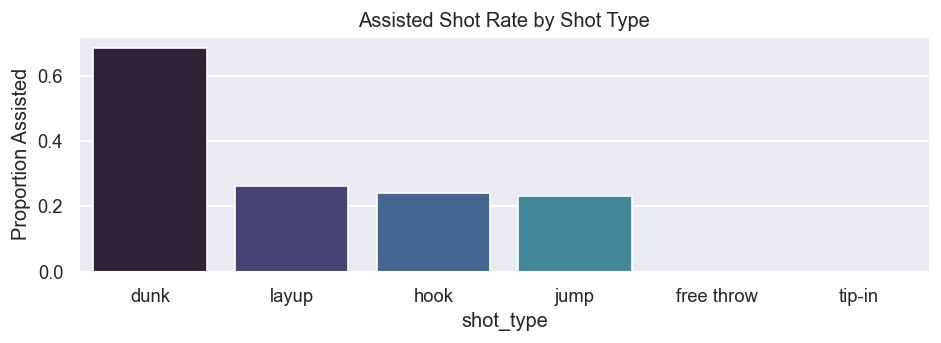 Assisted Shot Rate by Shot Type
Proportion Assisted
0.6
0.4
0.2
0.0
dunk layup hook jump free throw tip-in
shot_type